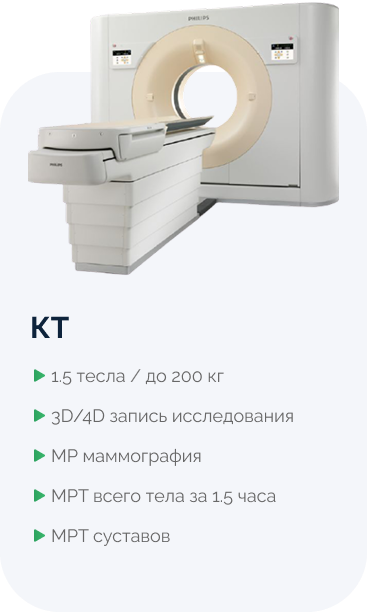 PHILIPS
PHILIPS
КТ
1.5 тесла / до 200 кг
3D/4D запись исследования
МР маммография
МРТ всего тела за 1.5 часа
МРТ суставов